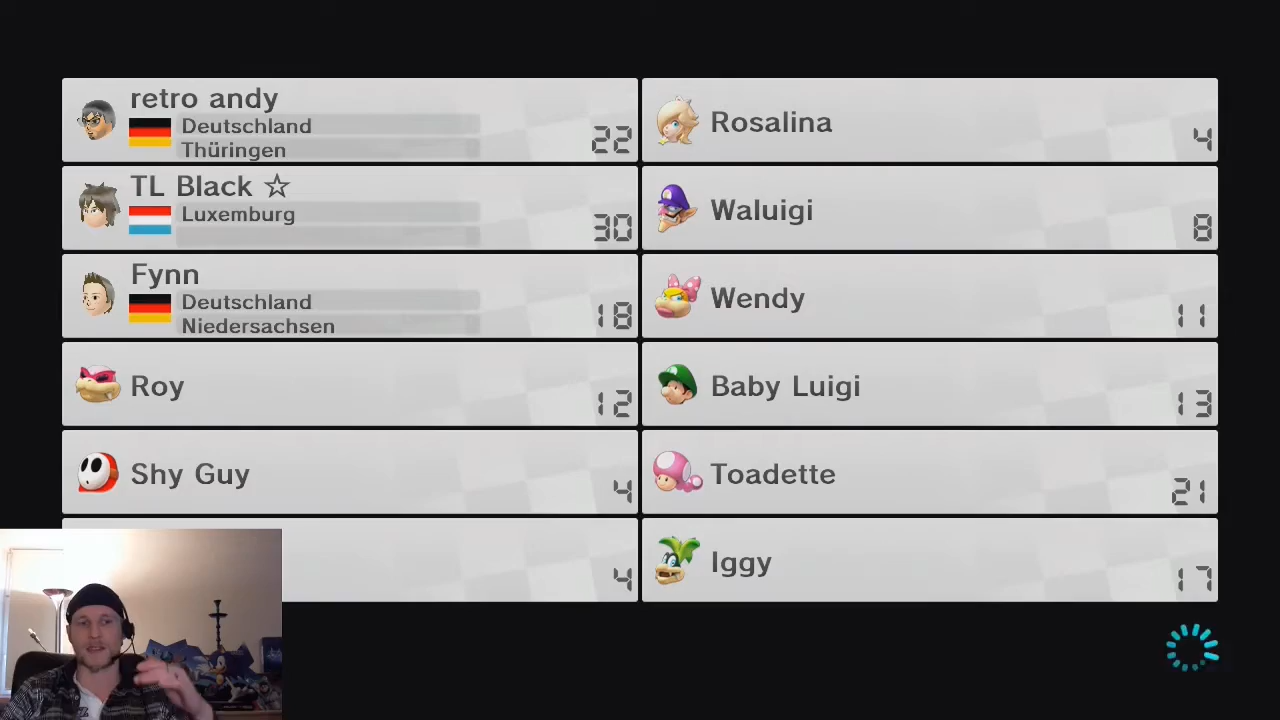 retro andy
Deutschland
Thüringen
22
TL Black ☆
Luxemburg
30
Fynn
Deutschland
Niedersachsen
18
Roy
12
Shy Guy
4
4
Rosalina
4
Waluigi
8
Wendy
11
Baby Luigi
13
Toadette
21
Iggy
17